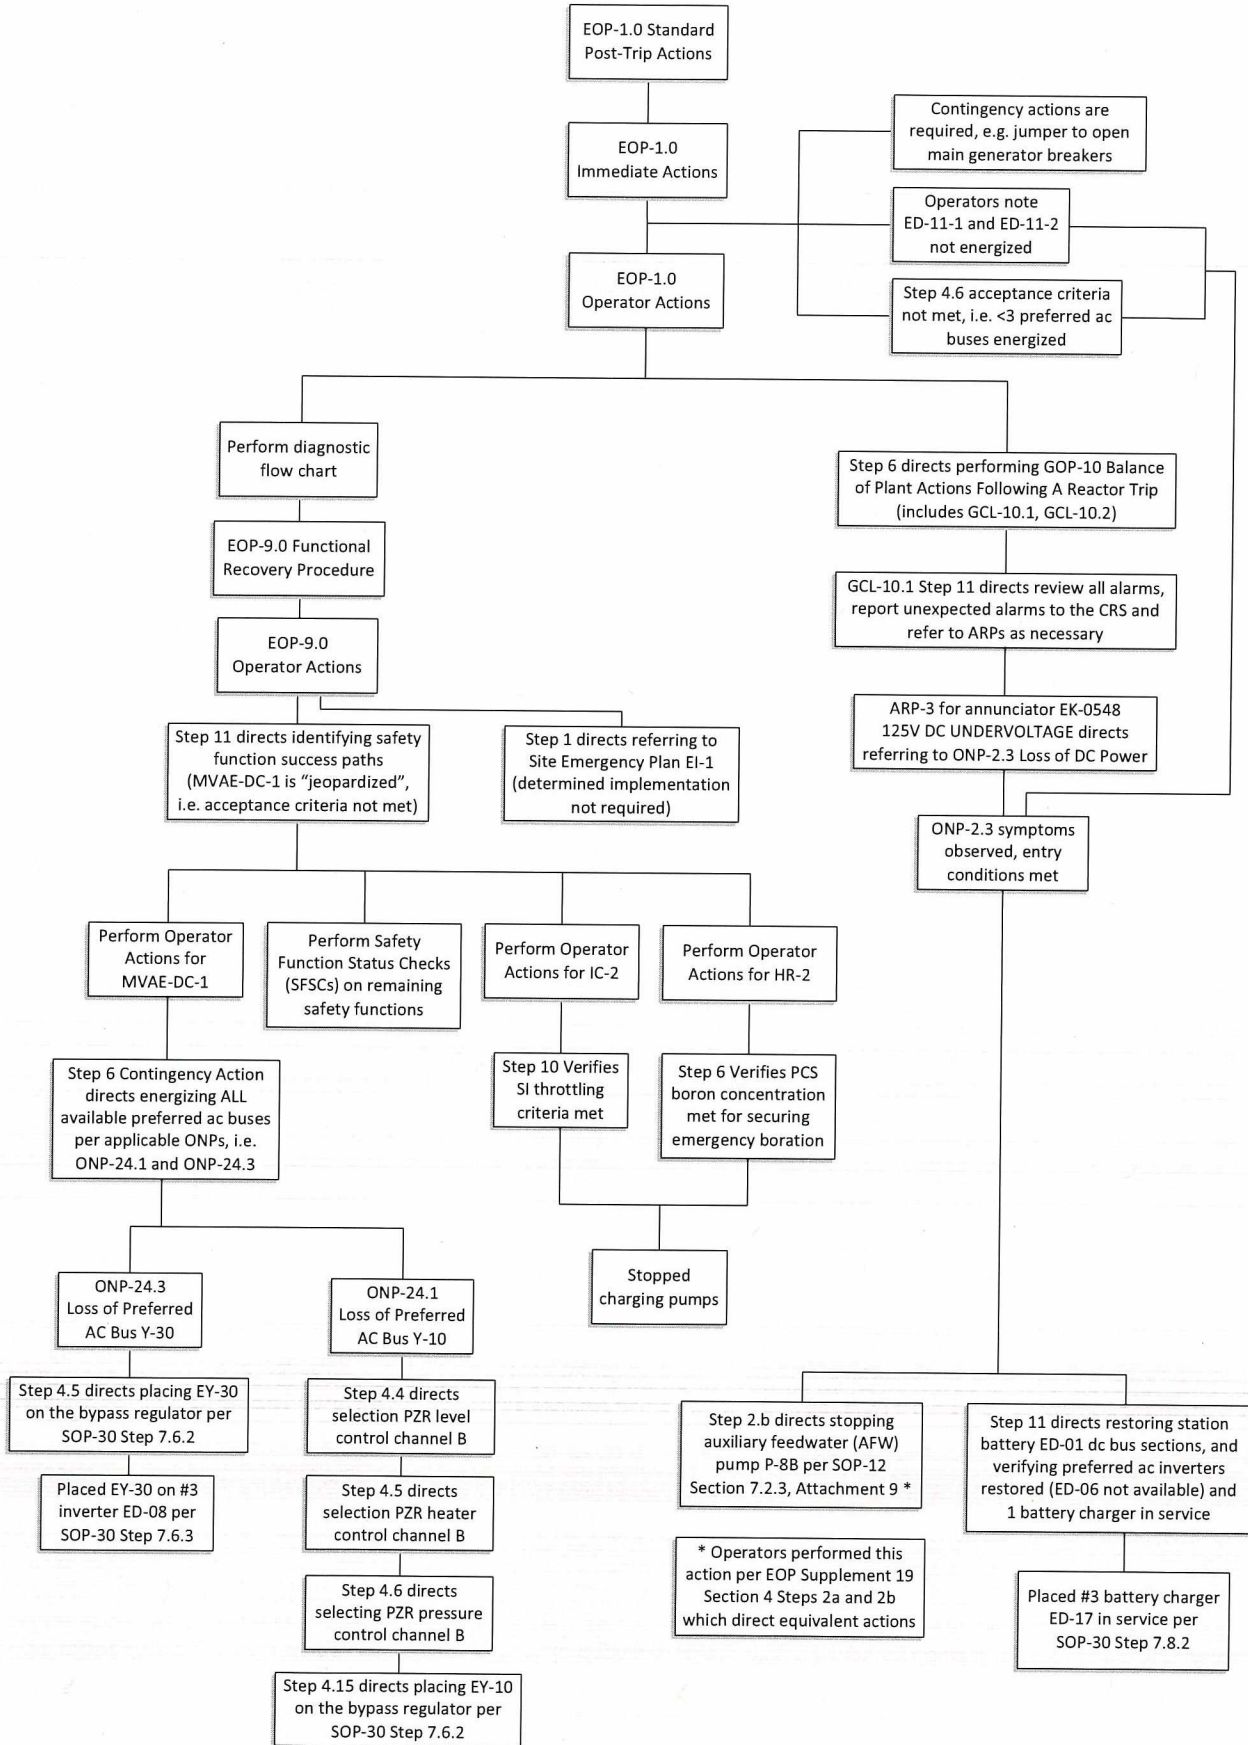 EOP-1.0 Standard
Post-Trip Actions
EOP-1.0
Immediate Actions
Contingency actions are
required, e.g. jumper to open
main generator breakers
Operators note
ED-11-1 and ED-11-2
not energized
EOP-1.0
Operator Actions
Step 4.6 acceptance criteria
not met, i.e. <3 preferred ac
buses energized
Perform diagnostic
flow chart
EOP-9.0 Functional
Recovery Procedure
EOP-9.0
Operator Actions
Step 11 directs identifying safety
function success paths
(MVAE-DC-1 is “jeopardized”,
i.e. acceptance criteria not met)
Step 1 directs referring to
Site Emergency Plan EI-1
(determined implementation
not required)
Step 6 directs performing GOP-10 Balance
of Plant Actions Following A Reactor Trip
(includes GCL-10.1, GCL-10.2)
GCL-10.1 Step 11 directs review all alarms,
report unexpected alarms to the CRS and
refer to ARPs as necessary
ARP-3 for annunciator EK-0548
125V DC UNDERVOLTAGE directs
referring to ONP-2.3 Loss of DC Power
ONP-2.3 symptoms
observed, entry
conditions met
Perform Operator
Actions for
MVAE-DC-1
Perform Safety
Function Status Checks
(SFSCs) on remaining
safety functions
Perform Operator
Actions for IC-2
Perform Operator
Actions for HR-2
Step 6 Contingency Action
directs energizing ALL
available preferred ac buses
per applicable ONPs, i.e.
ONP-24.1 and ONP-24.3
Step 10 Verifies
SI throttling
criteria met
Step 6 Verifies PCS
boron concentration
met for securing
emergency boration
Stopped
charging pumps
ONP-24.3
Loss of Preferred
AC Bus Y-30
ONP-24.1
Loss of Preferred
AC Bus Y-10
Step 4.5 directs placing EY-30
on the bypass regulator per
SOP-30 Step 7.6.2
Placed EY-30 on #3
inverter ED-08 per
SOP-30 Step 7.6.3
Step 4.4 directs
selection PZR level
control channel B
Step 4.5 directs
selection PZR heater
control channel B
Step 4.6 directs
selecting PZR pressure
control channel B
Step 4.15 directs placing EY-10
on the bypass regulator per
SOP-30 Step 7.6.2
Step 2.b directs stopping
auxiliary feedwater (AFW)
pump P-8B per SOP-12
Section 7.2.3, Attachment 9 *
* Operators performed this
action per EOP Supplement 19
Section 4 Steps 2a and 2b
which direct equivalent actions
Step 11 directs restoring station
battery ED-01 dc bus sections, and
verifying preferred ac inverters
restored (ED-06 not available) and
1 battery charger in service
Placed #3 battery charger
ED-17 in service per
SOP-30 Step 7.8.2